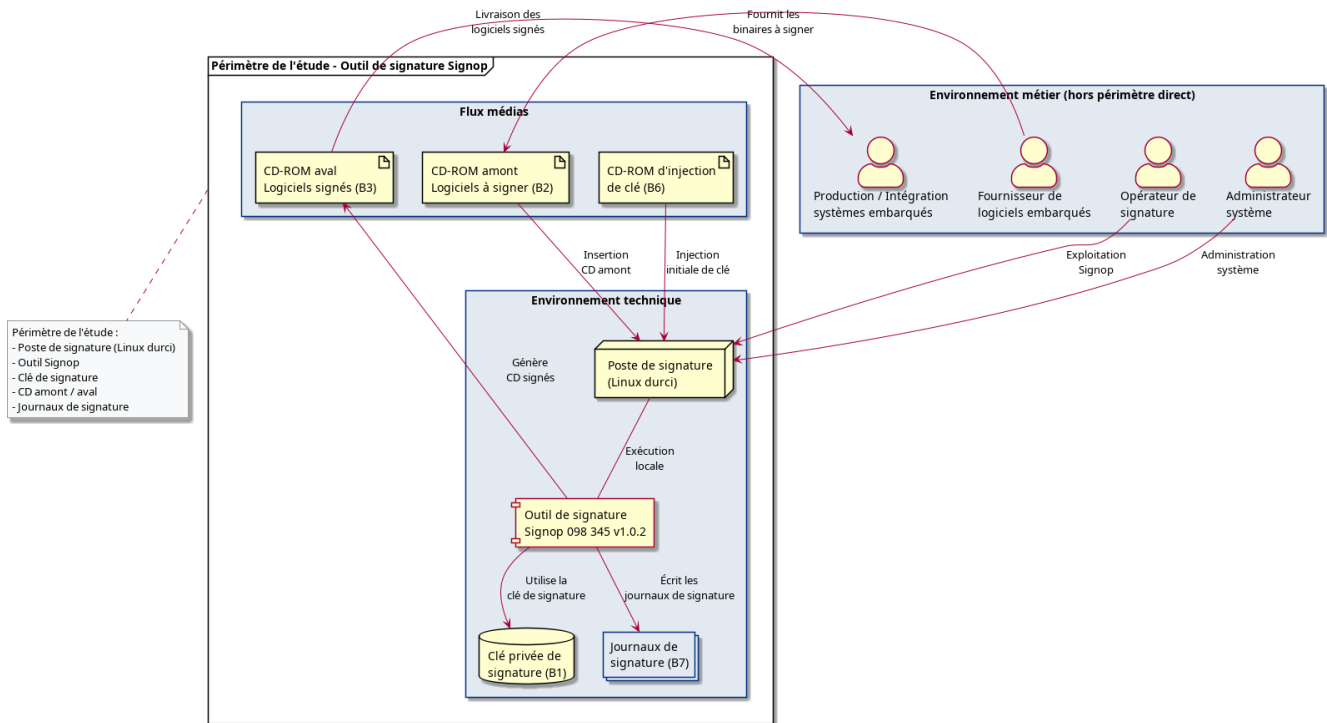 Livraison des
logiciels signés
Fournit les
binaires à signer
Périmètre de l'étude - Outil de signature Signop
Flux médias
CD-ROM aval
Logiciels signés (B3)
CD-ROM amont
Logiciels à signer (B2)
CD-ROM d'injection
de clé (B6)
Environnement métier (hors périmètre direct)
Production / Intégration
systèmes embarqués
Fournisseur de
logiciels embarqués
Opérateur de
signature
Administrateur
système
Insertion
CD amont
Injection
initiale de clé
Exploitation
Signop
Administration
système
Environnement technique
Périmètre de l'étude :
- Poste de signature (Linux durci)
- Outil Signop
- Clé de signature
- CD amont / aval
- Journaux de signature
Génère
CD signés
Poste de signature
(Linux durci)
Exécution
locale
Outil de signature
Signop 098 345 v1.0.2
Utilise la
clé de signature
Écrit les
journaux de signature
Clé privée de
signature (B1)
Journaux de
signature (B7)